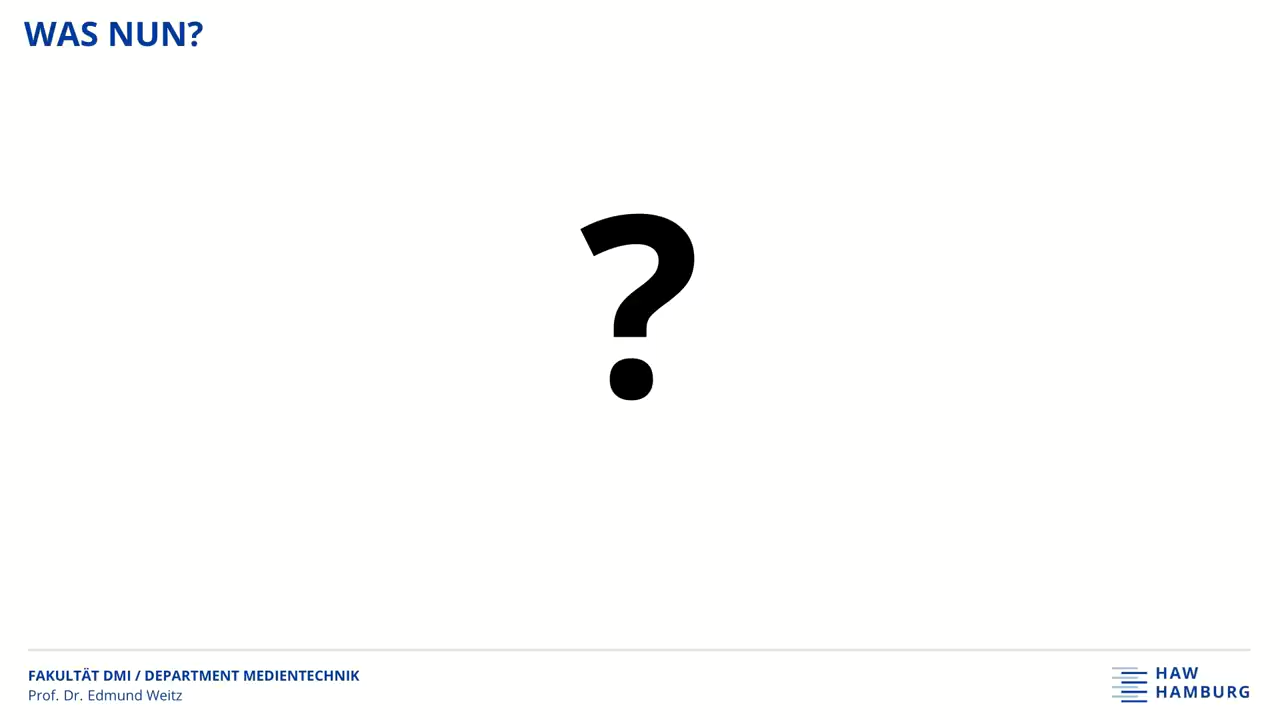 WAS NUN?
?
FAKULTÄT DMI / DEPARTMENT MEDIENTECHNIK
Prof. Dr. Edmund Weitz
HAW
HAMBURG